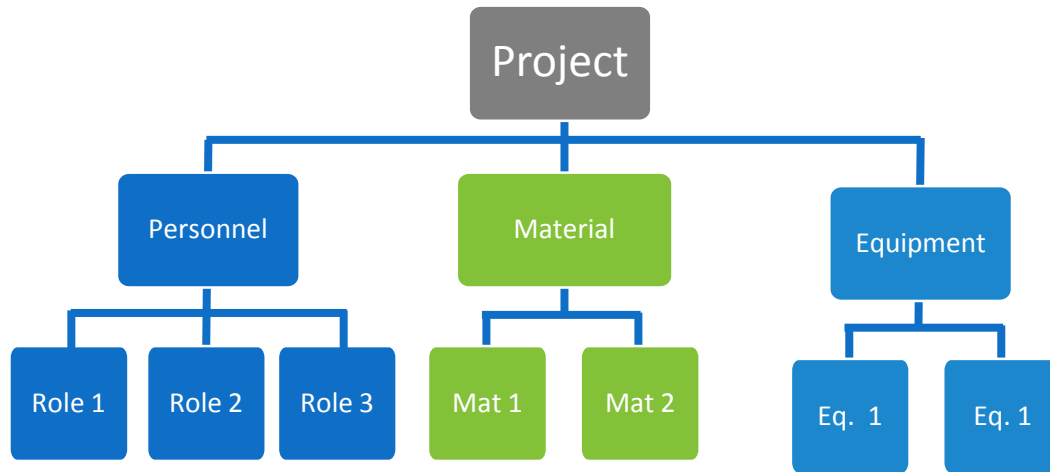 Project
Personnel
Material
Equipment
Role 1
Role 2
Role 3
Mat 1
Mat 2
Eq.  1
Eq. 1